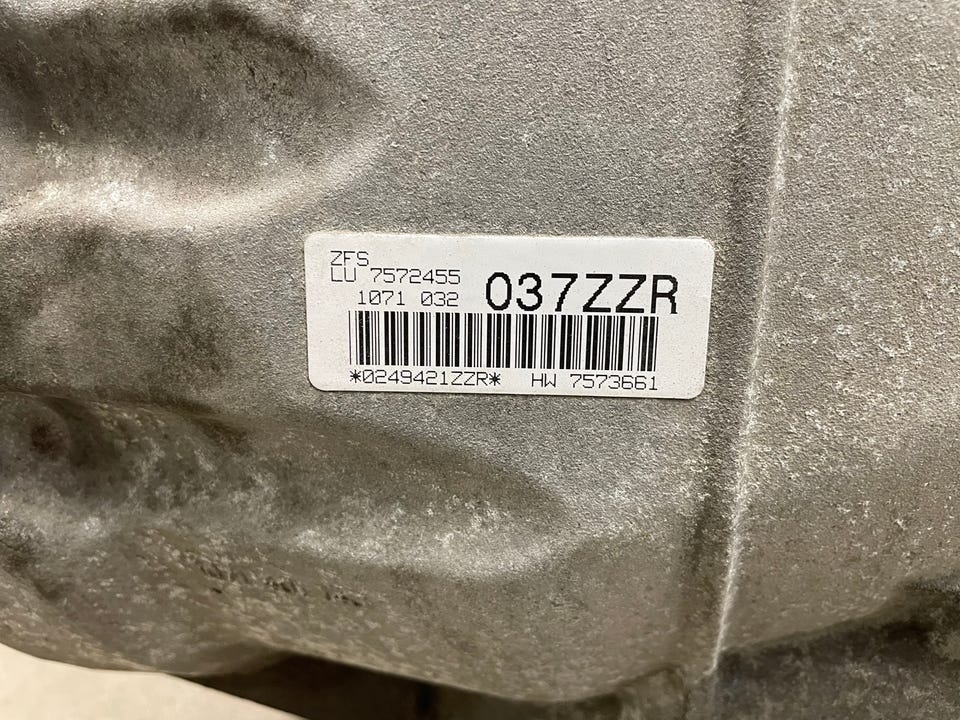 ZFS
LU 7572455
1071 032 037ZZR
*0249421ZZR* HW 7573661